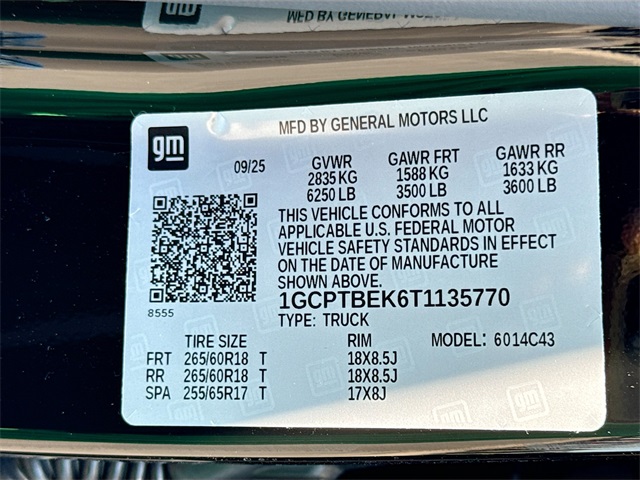 gm
MFD BY GENERAL MOTORS LLC
09/25 GVWR GAWR FRT GAWR RR
2835 KG 1588 KG 1633 KG
6250 LB 3500 LB 3600 LB
THIS VEHICLE CONFORMS TO ALL
APPLICABLE U.S. FEDERAL MOTOR
VEHICLE SAFETY STANDARDS IN EFFECT
ON THE DATE OF MANUFACTURE
SHOWN ABOVE.
1GCPTBEK6T1135770
8555
TYPE: TRUCK
TIRE SIZE RIM MODEL: 6014C43
FRT 265/60R18 T 18X8.5J
RR 265/60R18 T 18X8.5J
SPA 255/65R17 T 17X8J